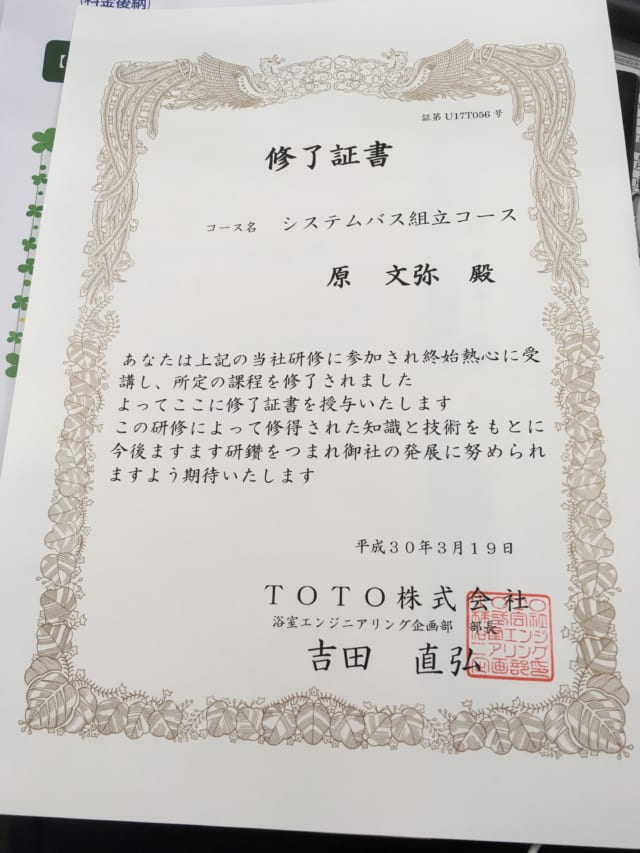 料金後納
【
証第 U17T056 号
修了証書
コース名 システムバス組立コース
原 文弥 殿
あなたは上記の当社研修に参加され終始熱心に受
講し、所定の課程を修了されました
よってここに修了証書を授与いたします
この研修によって修得された知識と技術をもとに
今後ますます研鑽をつまれ御社の発展に努められ
ますよう期待いたします
平成30年3月19日
TOTO株式会社
浴室エンジニアリング企画部 部長
吉田 直弘